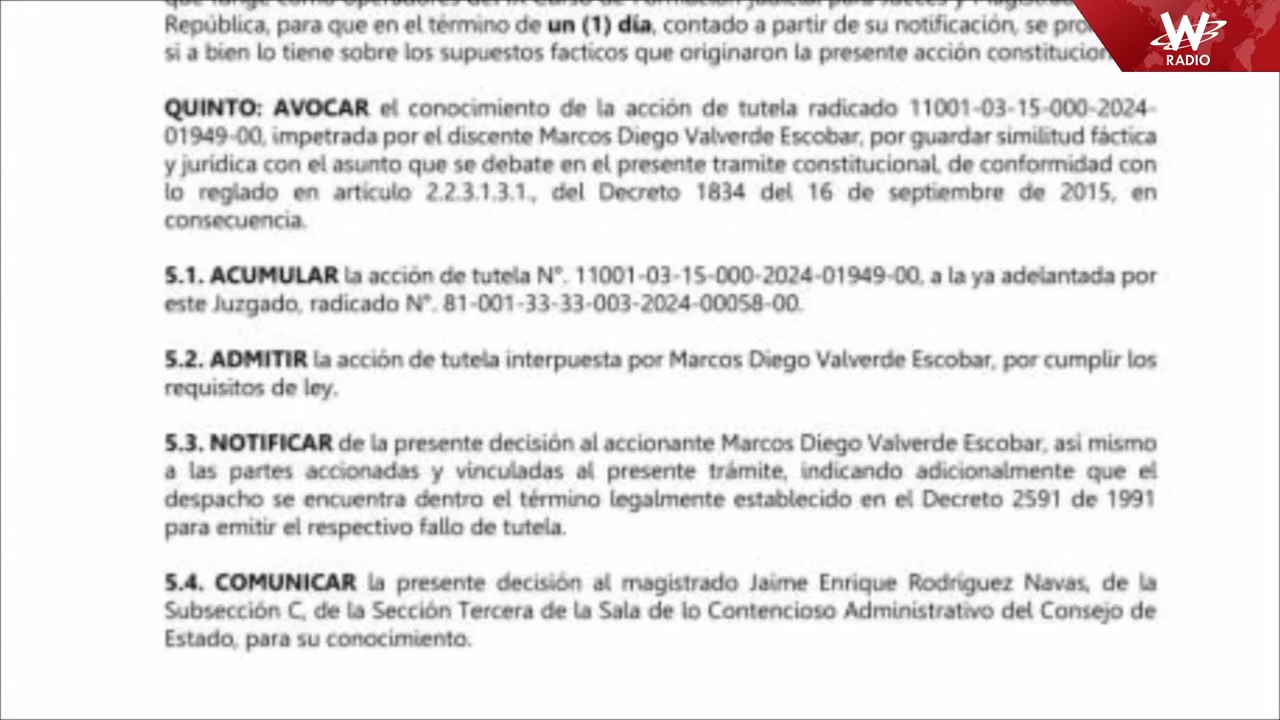 República, para que en el término de un (1) día, contado a partir de su notificación, se pro
si a bien lo tiene sobre los supuestos facticos que originaron la presente acción constitucion
W
RADIO
QUINTO: AVOCAR el conocimiento de la acción de tutela radicado 11001-03-15-000-2024-
01949-00, impetrada por el discente Marcos Diego Valverde Escobar, por guardar similitud fáctica
y jurídica con el asunto que se debate en el presente tramite constitucional, de conformidad con
lo reglado en artículo 2.2.3.1.3.1., del Decreto 1834 del 16 de septiembre de 2015, en
consecuencia.
5.1. ACUMULAR la acción de tutela N°. 11001-03-15-000-2024-01949-00, a la ya adelantada por
este Juzgado, radicado N°. 81-001-33-33-003-2024-00058-00.
5.2. ADMITIR la acción de tutela interpuesta por Marcos Diego Valverde Escobar, por cumplir los
requisitos de ley.
5.3. NOTIFICAR de la presente decisión al accionante Marcos Diego Valverde Escobar, asi mismo
a las partes accionadas y vinculadas al presente trámite, indicando adicionalmente que el
despacho se encuentra dentro el término legalmente establecido en el Decreto 2591 de 1991
para emitir el respectivo fallo de tutela.
5.4. COMUNICAR la presente decisión al magistrado Jaime Enrique Rodríguez Navas, de la
Subsección C, de la Sección Tercera de la Sala de lo Contencioso Administrativo del Consejo de
Estado, para su conocimiento.